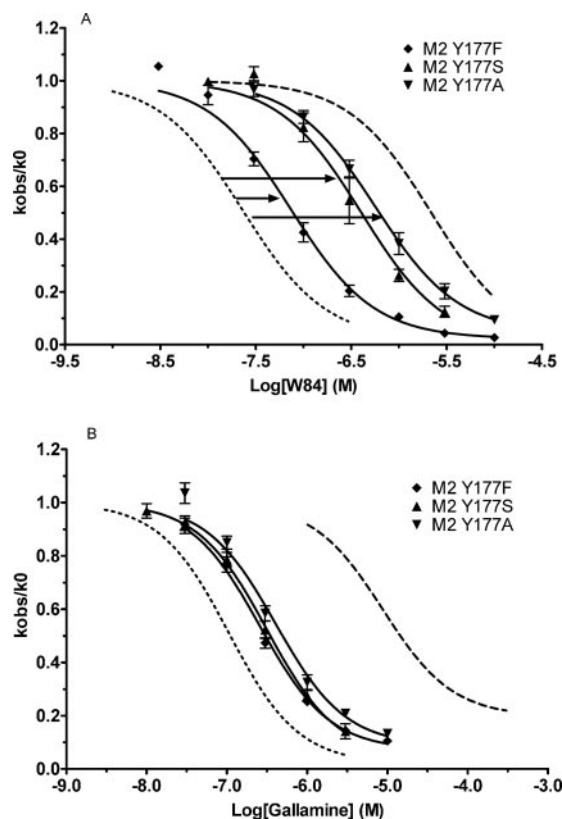 A
M2 Y177F
M2 Y177S
M2 Y177A
kobs/k0
1.2
1.0
0.8
0.6
0.4
0.2
0.0
-9.5 -8.5 -7.5 -6.5 -5.5 -4.5
Log[W84] (M)
B
M2 Y177F
M2 Y177S
M2 Y177A
kobs/k0
1.2
1.0
0.8
0.6
0.4
0.2
0.0
-9.0 -8.0 -7.0 -6.0 -5.0 -4.0 -3.0
Log[Gallamine] (M)